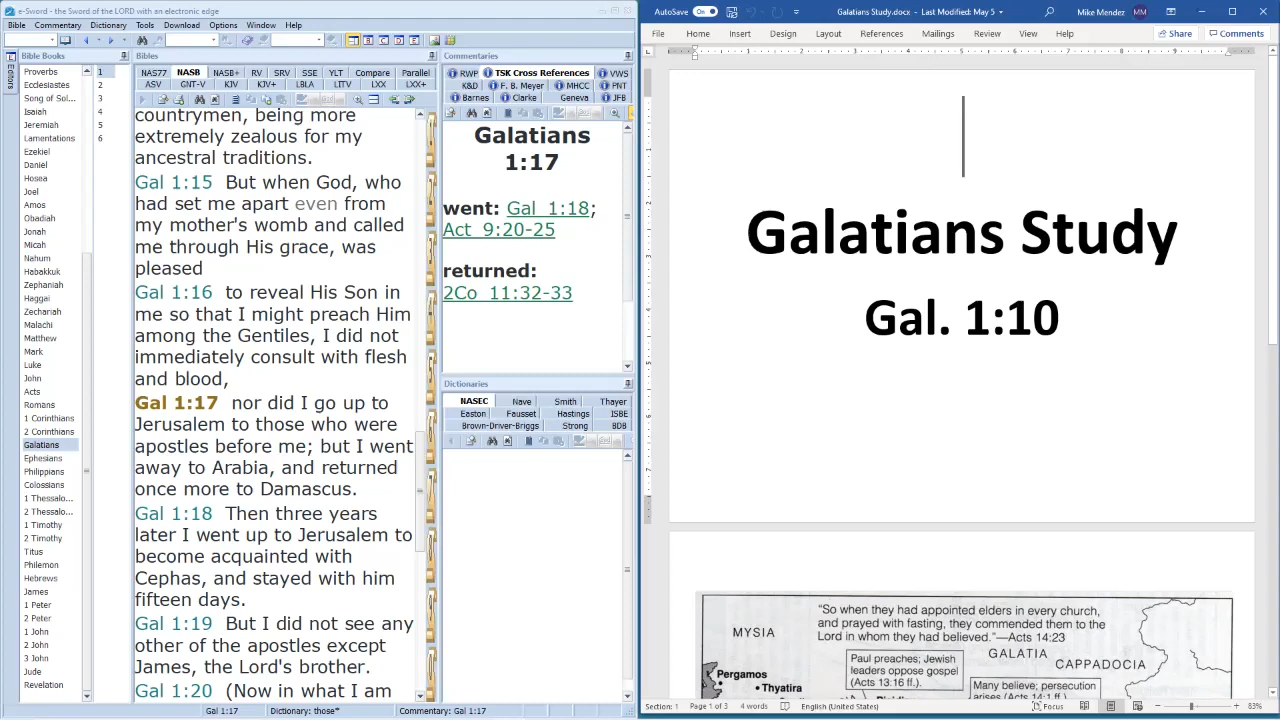 e-Sword - the Sword of the LORD with an electronic edge
Bible Commentary Dictionary Tools Download Options Window Help
B C D E
Editors
Bible Books
Proverbs
Ecclesiastes
Song of Sol...
Isaiah
Jeremiah
Lamentations
Ezekiel
Daniel
Hosea
Joel
Amos
Obadiah
Jonah
Micah
Nahum
Habakkuk
Zephaniah
Haggai
Zechariah
Malachi
Matthew
Mark
Luke
John
Acts
Romans
1 Corinthians
2 Corinthians
Galatians
Ephesians
Philippians
Colossians
1 Thessalo...
2 Thessalo...
1 Timothy
2 Timothy
Titus
Philemon
Hebrews
James
1 Peter
2 Peter
1 John
2 John
3 John
Jude
Revelation
1
2
3
4
5
6
Bibles
NAS77 NASB NASB+ RV SRV SSE YLT Compare Parallel
ASV GNT-V KJV KJV+ LBLA LITV LXX LXX+
countrymen, being more
extremely zealous for my
ancestral traditions.
Gal 1:15 But when God, who
had set me apart even from
my mother's womb and called
me through His grace, was
pleased
Gal 1:16 to reveal His Son in
me so that I might preach Him
among the Gentiles, I did not
immediately consult with flesh
and blood,
Gal 1:17 nor did I go up to
Jerusalem to those who were
apostles before me; but I went
away to Arabia, and returned
once more to Damascus.
Gal 1:18 Then three years
later I went up to Jerusalem to
become acquainted with
Cephas, and stayed with him
fifteen days.
Gal 1:19 But I did not see any
other of the apostles except
James, the Lord's brother.
Gal 1:20 (Now in what I am
Commentaries
RWP TSK Cross References VWS
K&D F. B. Meyer MHCC PNT
Barnes Clarke Geneva JFB
Galatians
1:17
went: Gal 1:18;
Act 9:20-25
returned:
2Co 11:32-33
Dictionaries
NASEC Nave Smith Thayer
Easton Fausset Hastings ISBE
Brown-Driver-Briggs Strong BDB
Gal 1:17 Dictionary: those* Commentary: Gal 1:17
AutoSave On Galatians Study.docx - Last Modified: May 5 Mike Mendez MM
File Home Insert Design Layout References Mailings Review View Help Share Comments
Galatians Study
Gal. 1:10
"So when they had appointed elders in every church,
and prayed with fasting, they commended them to the
Lord in whom they had believed."—Acts 14:23
MYSIA
GALATIA
CAPPADOCIA
Paul preaches; Jewish
leaders oppose gospel
(Acts 13:16 ff.).
Pergamos
Thyatira
Many believe; persecution
arises (Acts 14:1 ff.)
Section: 1 Page 1 of 3 4 words English (United States) Focus 83%